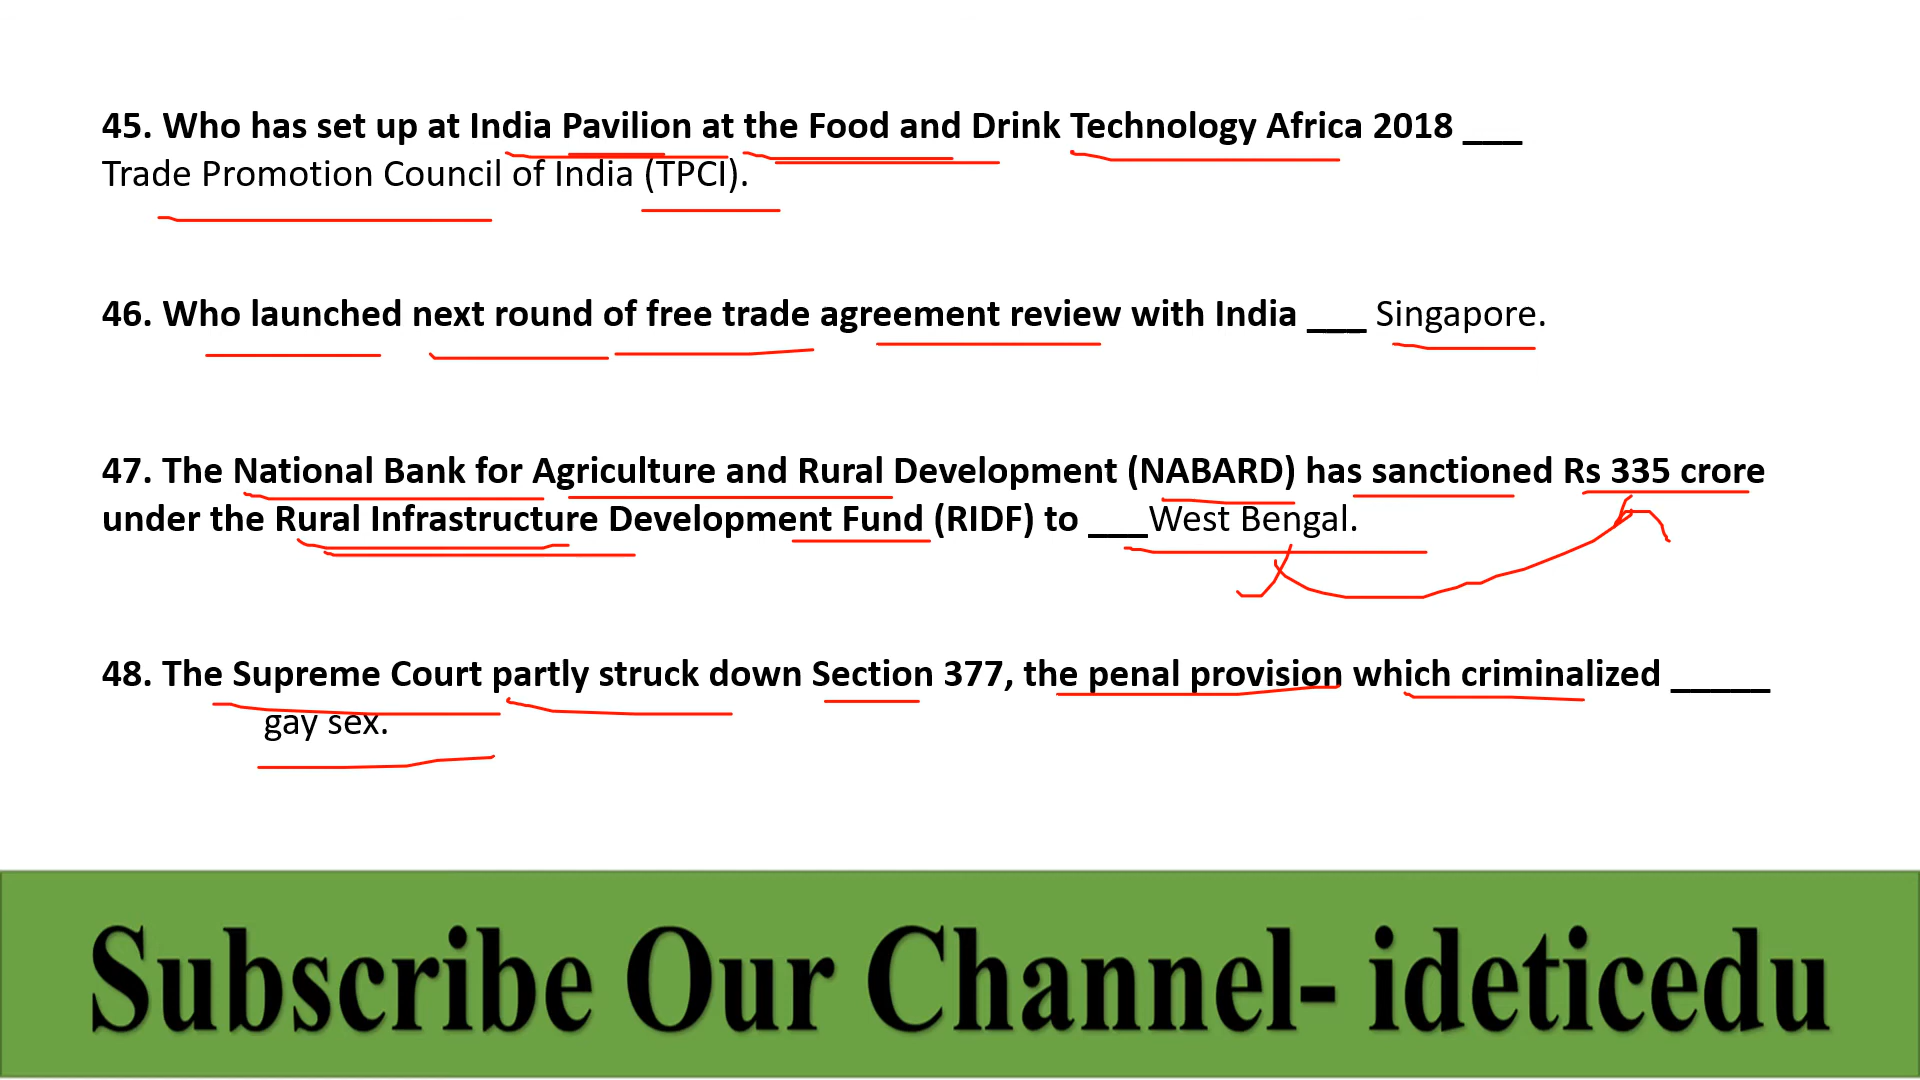 45. Who has set up at India Pavilion at the Food and Drink Technology Africa 2018 ___
Trade Promotion Council of India (TPCI).
46. Who launched next round of free trade agreement review with India ___ Singapore.
47. The National Bank for Agriculture and Rural Development (NABARD) has sanctioned Rs 335 crore
under the Rural Infrastructure Development Fund (RIDF) to ___West Bengal.
48. The Supreme Court partly struck down Section 377, the penal provision which criminalized _____
gay sex.
Subscribe Our Channel- ideticedu